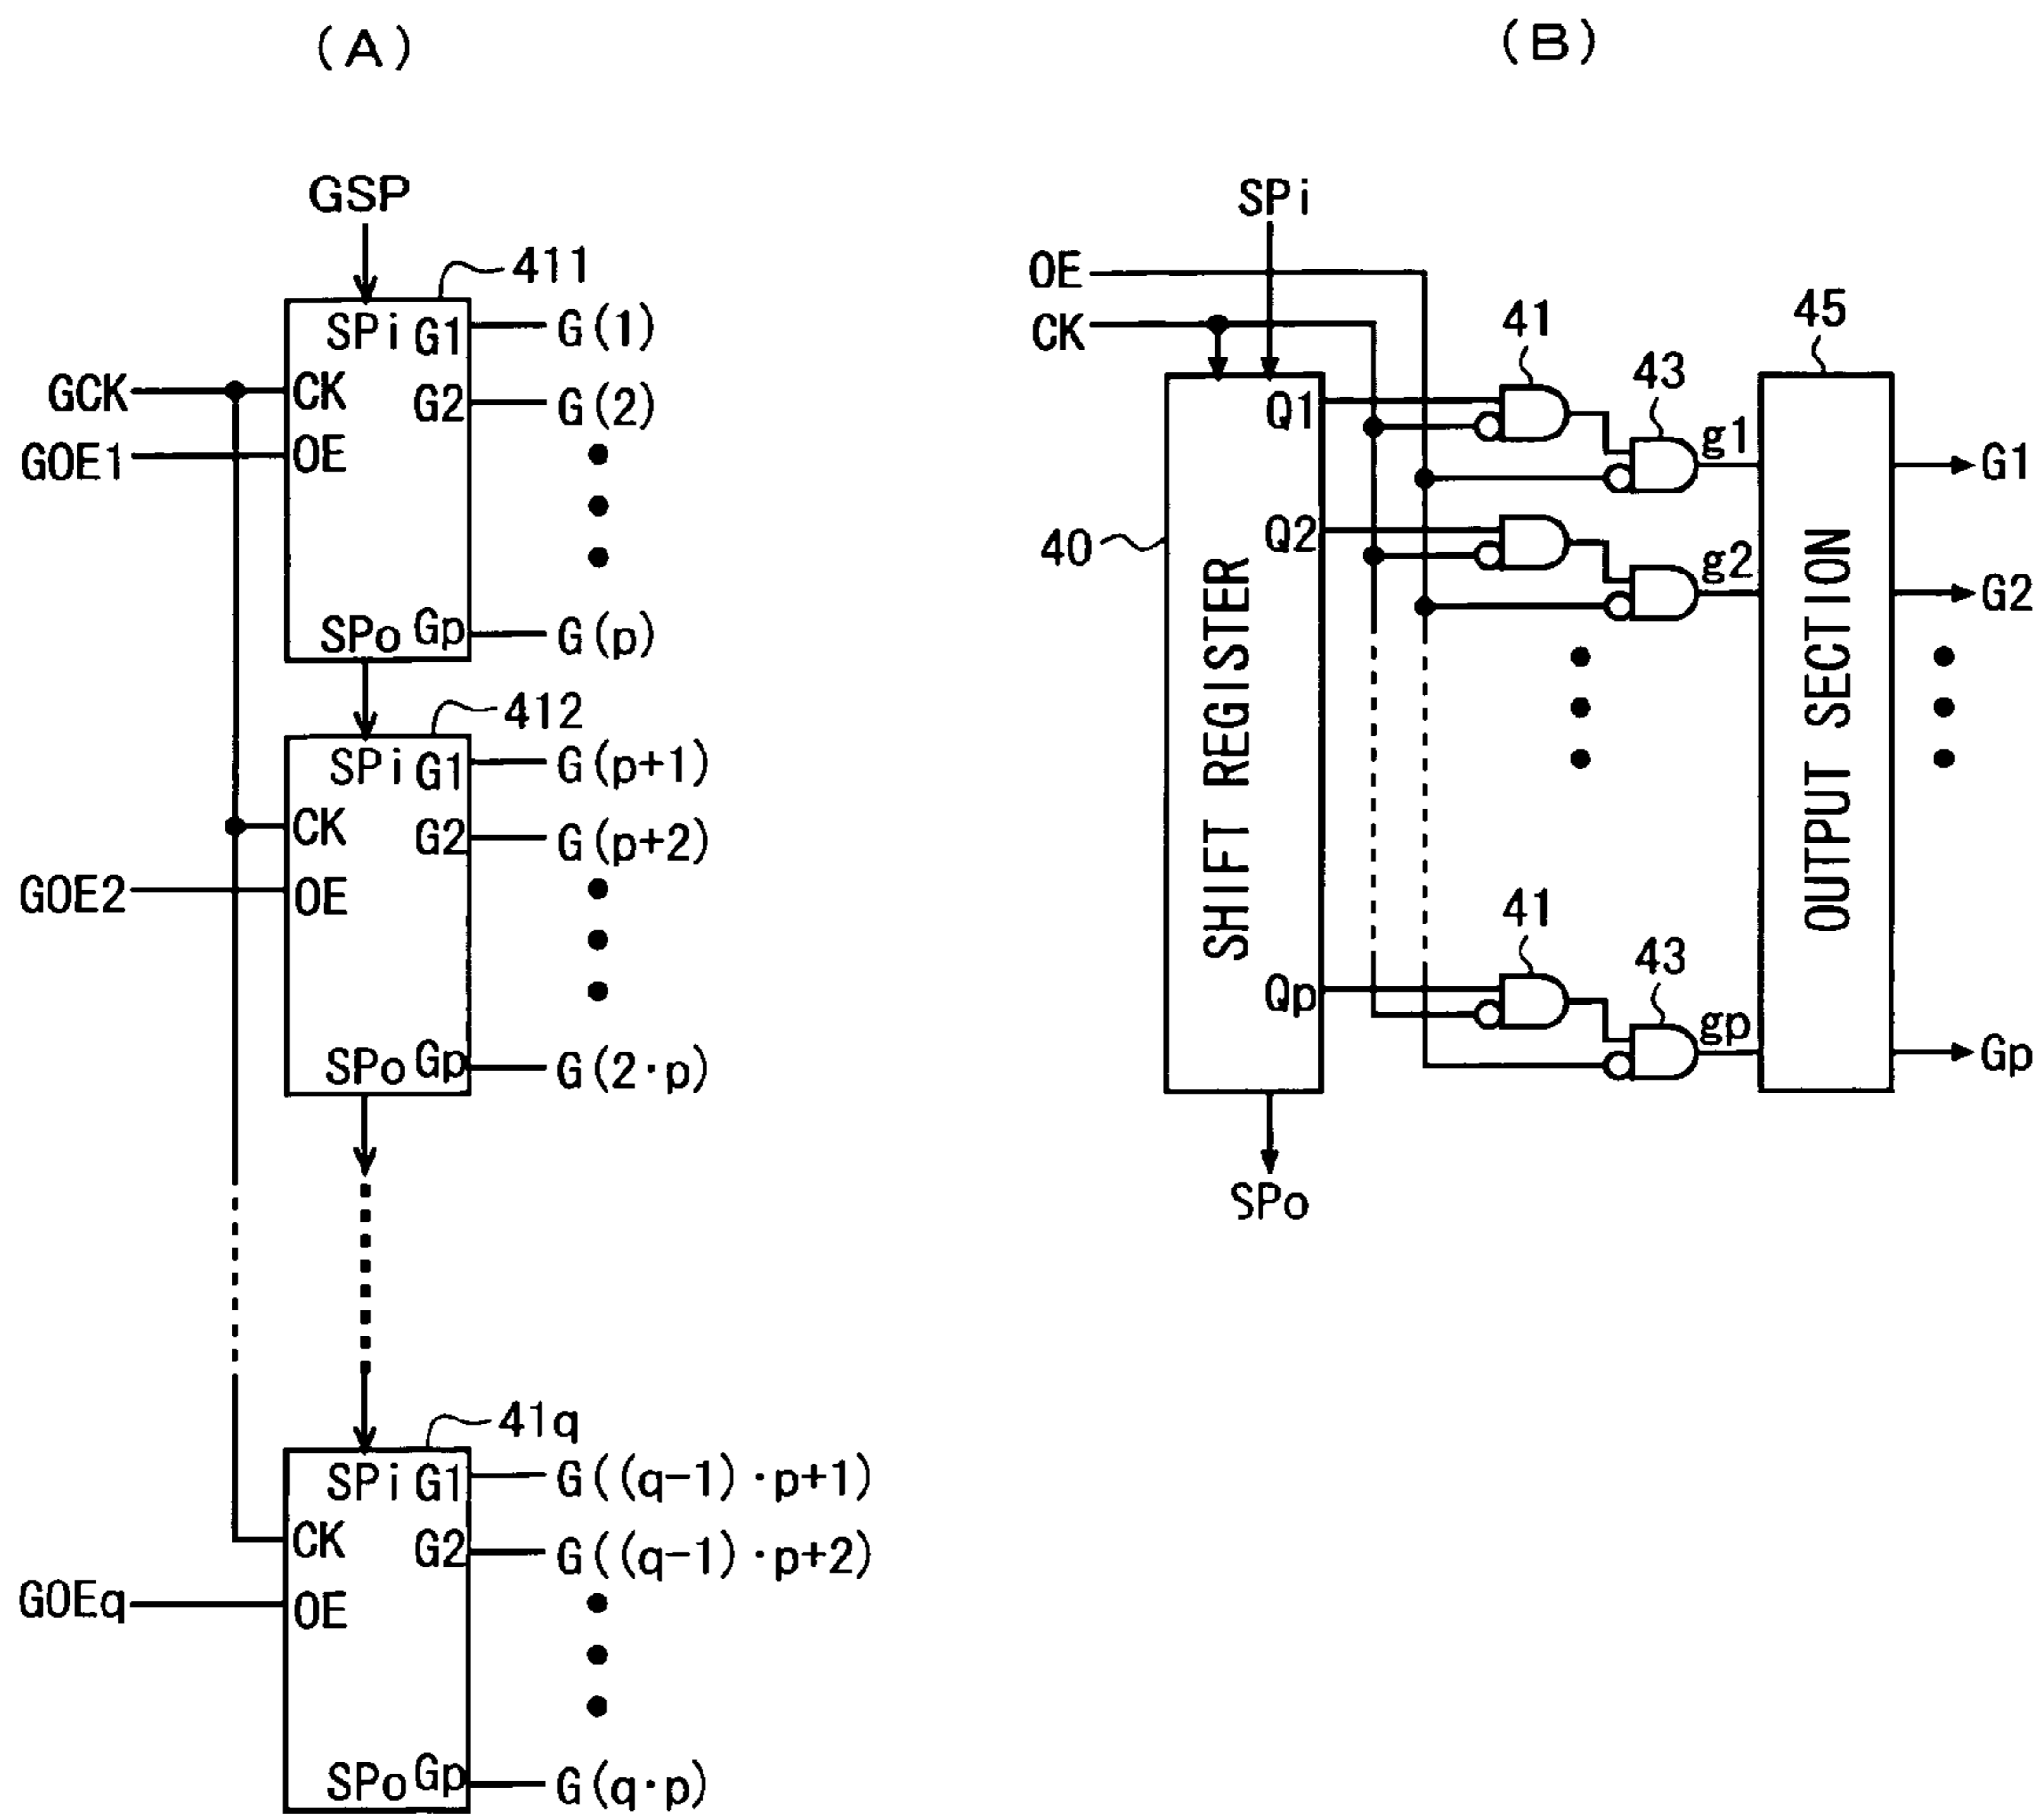 (A)
GSP
411
SPi
G1
G(1)
GCK
CK
G2
G(2)
GOE1
OE
SPo
Gp
G(p)
412
SPi
G1
G(p+1)
CK
G2
G(p+2)
GOE2
OE
SPo
Gp
G(2·p)
41q
SPi
G1
G((q-1)·p+1)
CK
G2
G((q-1)·p+2)
GOEq
OE
SPo
Gp
G(q·p)
(B)
SPi
OE
CK
41
45
43
Q1
g1
G1
40
Q2
g2
G2
SHIFT REGISTER
OUTPUT SECTION
41
43
Qp
gp
Gp
SPo